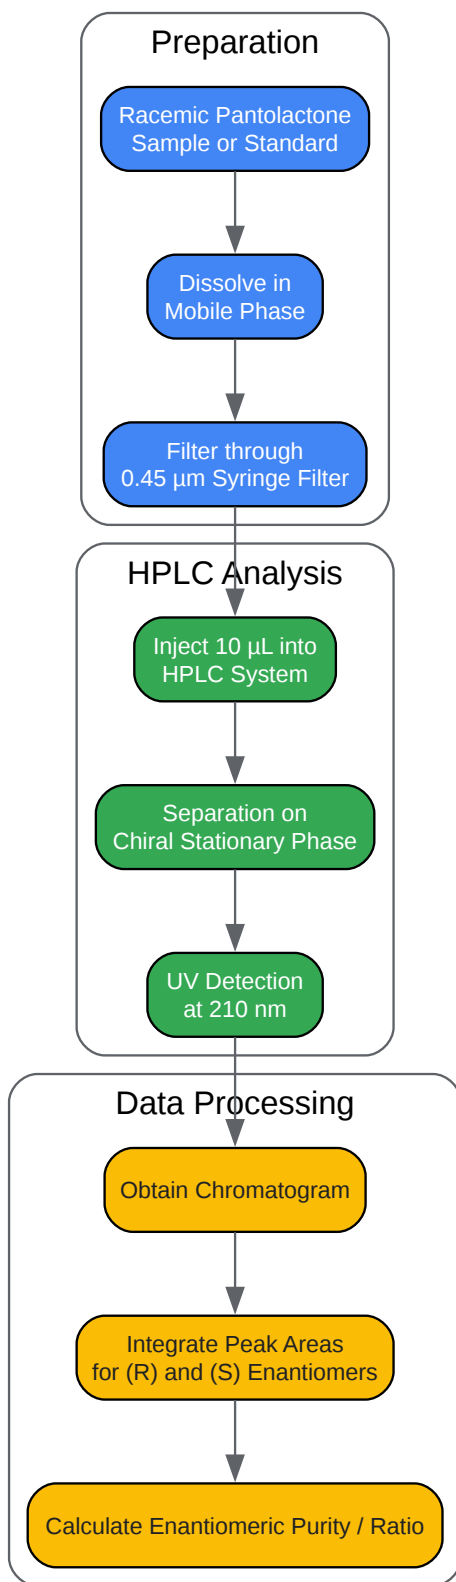 Preparation
Racemic Pantolactone
Sample or Standard
Dissolve in
Mobile Phase
Filter through
0.45 µm Syringe Filter
HPLC Analysis
Inject 10 µL into
HPLC System
Separation on
Chiral Stationary Phase
UV Detection
at 210 nm
Data Processing
Obtain Chromatogram
Integrate Peak Areas
for (R) and (S) Enantiomers
Calculate Enantiomeric Purity / Ratio